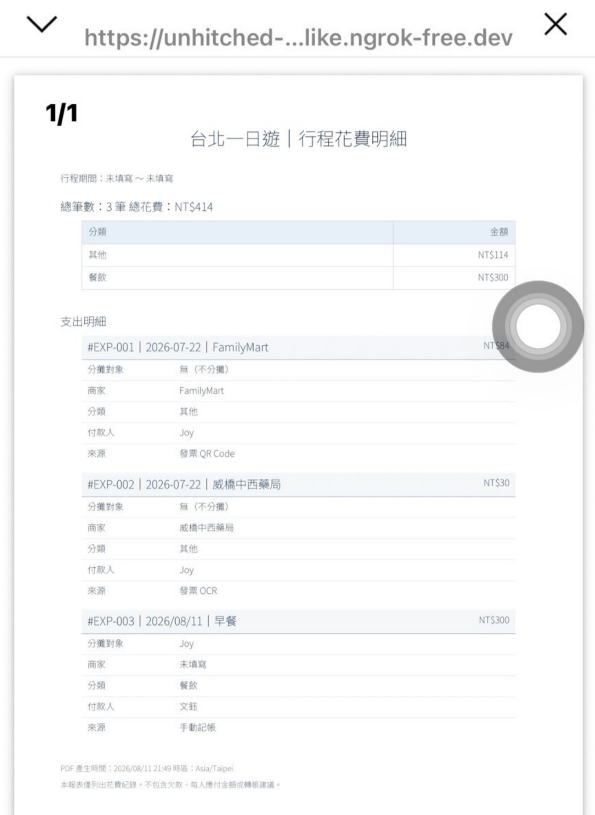 https://unhitched-...like.ngrok-free.dev
1/1
台北一日遊｜行程花費明細
行程期間：未填寫～未填寫
總筆數：3 筆 總花費：NT$414
分類 金額
其他 NT$114
餐飲 NT$300
支出明細
#EXP-001｜2026-07-22｜FamilyMart NT$84
分攤對象 無（不分攤）
商家 FamilyMart
分類 其他
付款人 Joy
來源 發票 QR Code
#EXP-002｜2026-07-22｜威橋中西藥局 NT$30
分攤對象 無（不分攤）
商家 威橋中西藥局
分類 其他
付款人 Joy
來源 發票 OCR
#EXP-003｜2026/08/11｜早餐 NT$300
分攤對象 Joy
商家 未填寫
分類 餐飲
付款人 文鈺
來源 手動記帳
PDF 產生時間：2026/08/11 21:49 時區：Asia/Taipei
本報表僅列出花費紀錄，不包含欠款、每人應付金額或轉帳建議。